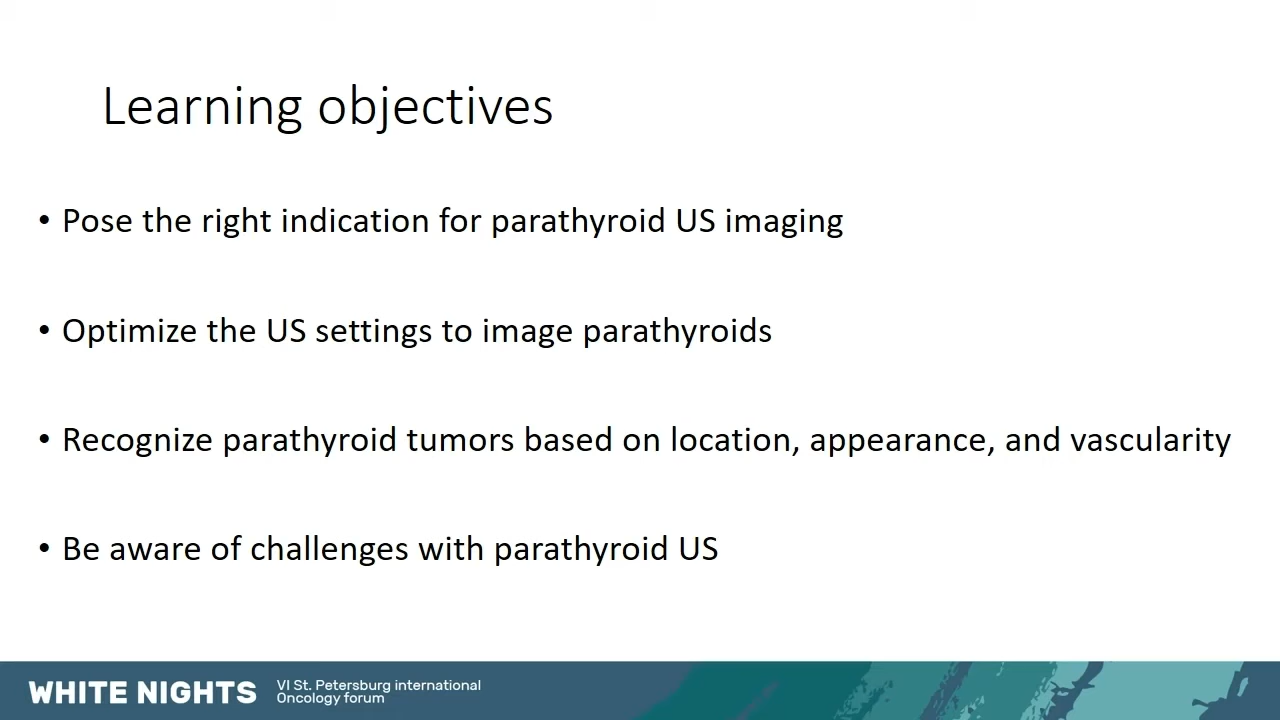 Learning objectives
• Pose the right indication for parathyroid US imaging
• Optimize the US settings to image parathyroids
• Recognize parathyroid tumors based on location, appearance, and vascularity
• Be aware of challenges with parathyroid US
WHITE NIGHTS
VI St. Petersburg international
Oncology forum